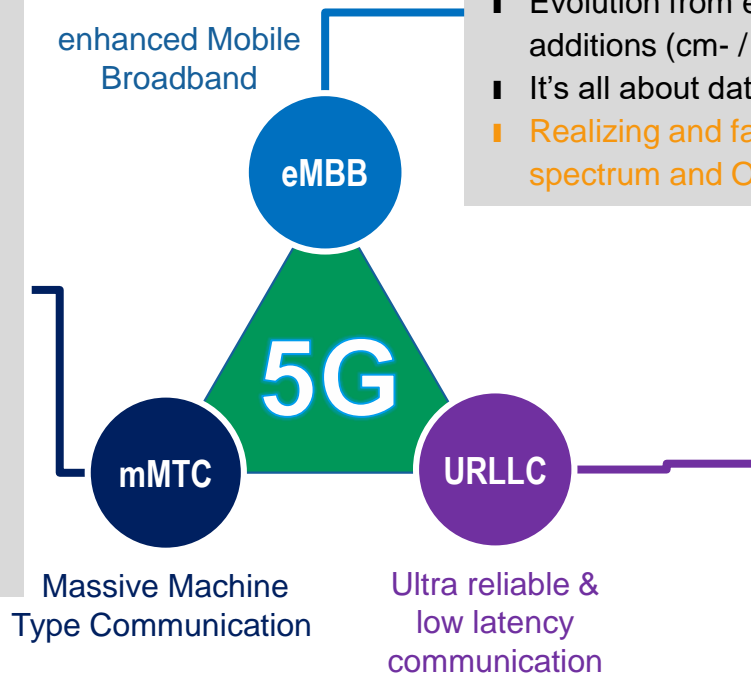 enhanced Mobile
Broadband
Evolution from e
additions (cm- /
It's all about dat
Realizing and fa
spectrum and
eMBB
5G
mMTC
URLLC
Massive Machine
Type Communication
Ultra reliable &
low latency
communication